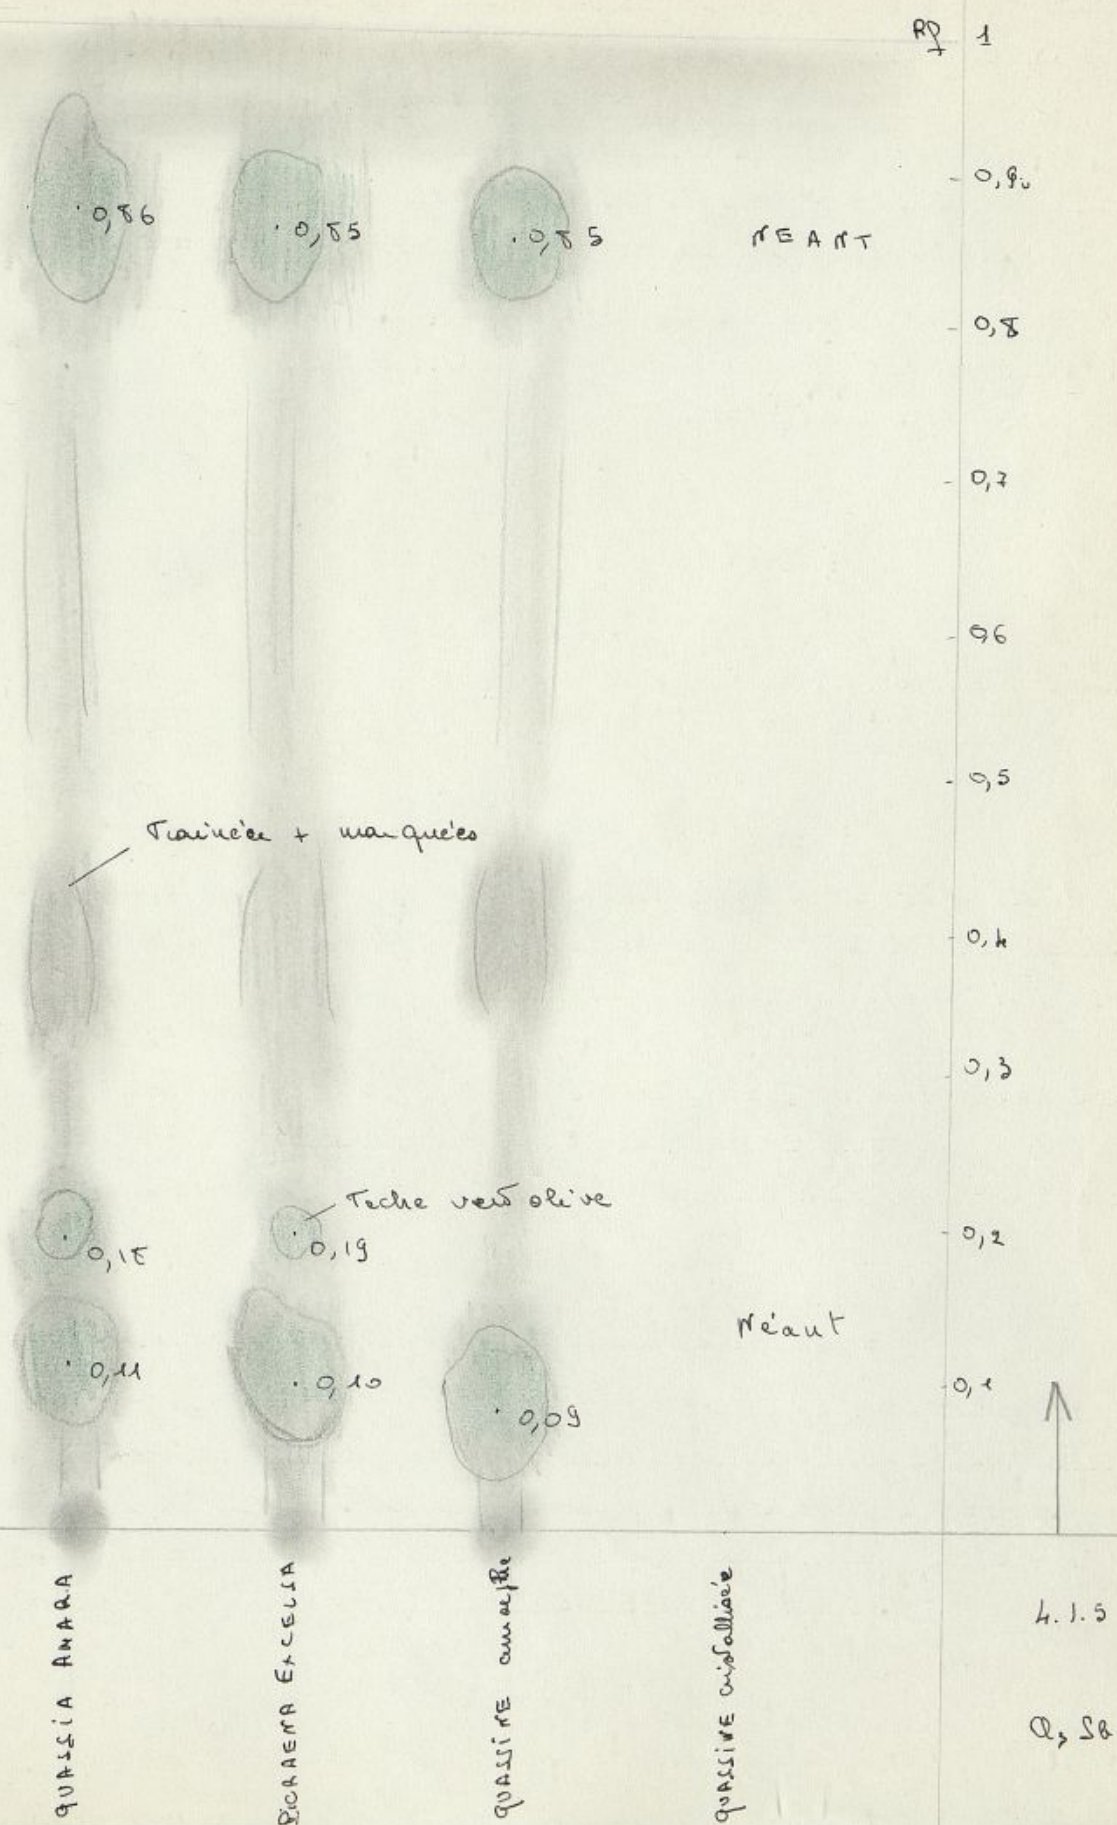 Rf 1
0,86
0,85
0,85
NEANT
0,9
0,8
0,7
0,6
0,5
Trainées + marquées
0,4
0,3
Tache vert olive
0,18
0,19
0,2
Néant
0,11
0,10
0,09
0,1
QUASSIA AMARA
PICRAENA EXCELSA
QUASSINE amorphe
QUASSINE cristallisée
4.1.5
Q, SB